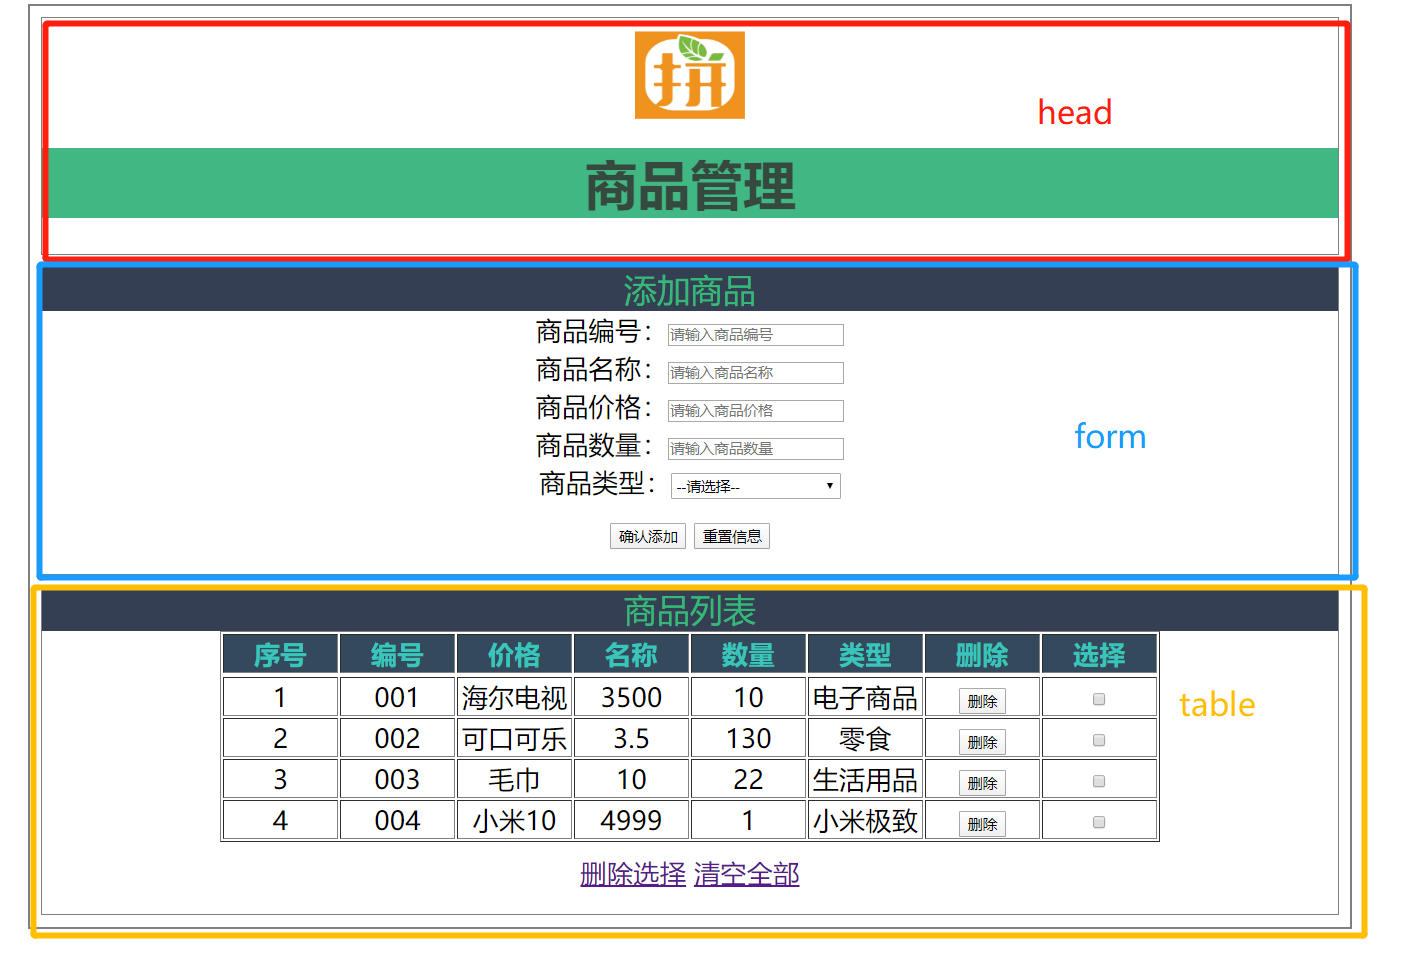 拼
head
商品管理
添加商品
商品编号： 请输入商品编号
商品名称： 请输入商品名称
商品价格： 请输入商品价格
form
商品数量： 请输入商品数量
商品类型： --请选择--
确认添加 重置信息
商品列表
序号 编号 价格 名称 数量 类型 删除 选择
1 001 海尔电视 3500 10 电子商品 删除
table
2 002 可口可乐 3.5 130 零食 删除
3 003 毛巾 10 22 生活用品 删除
4 004 小米10 4999 1 小米极致 删除
删除选择 清空全部